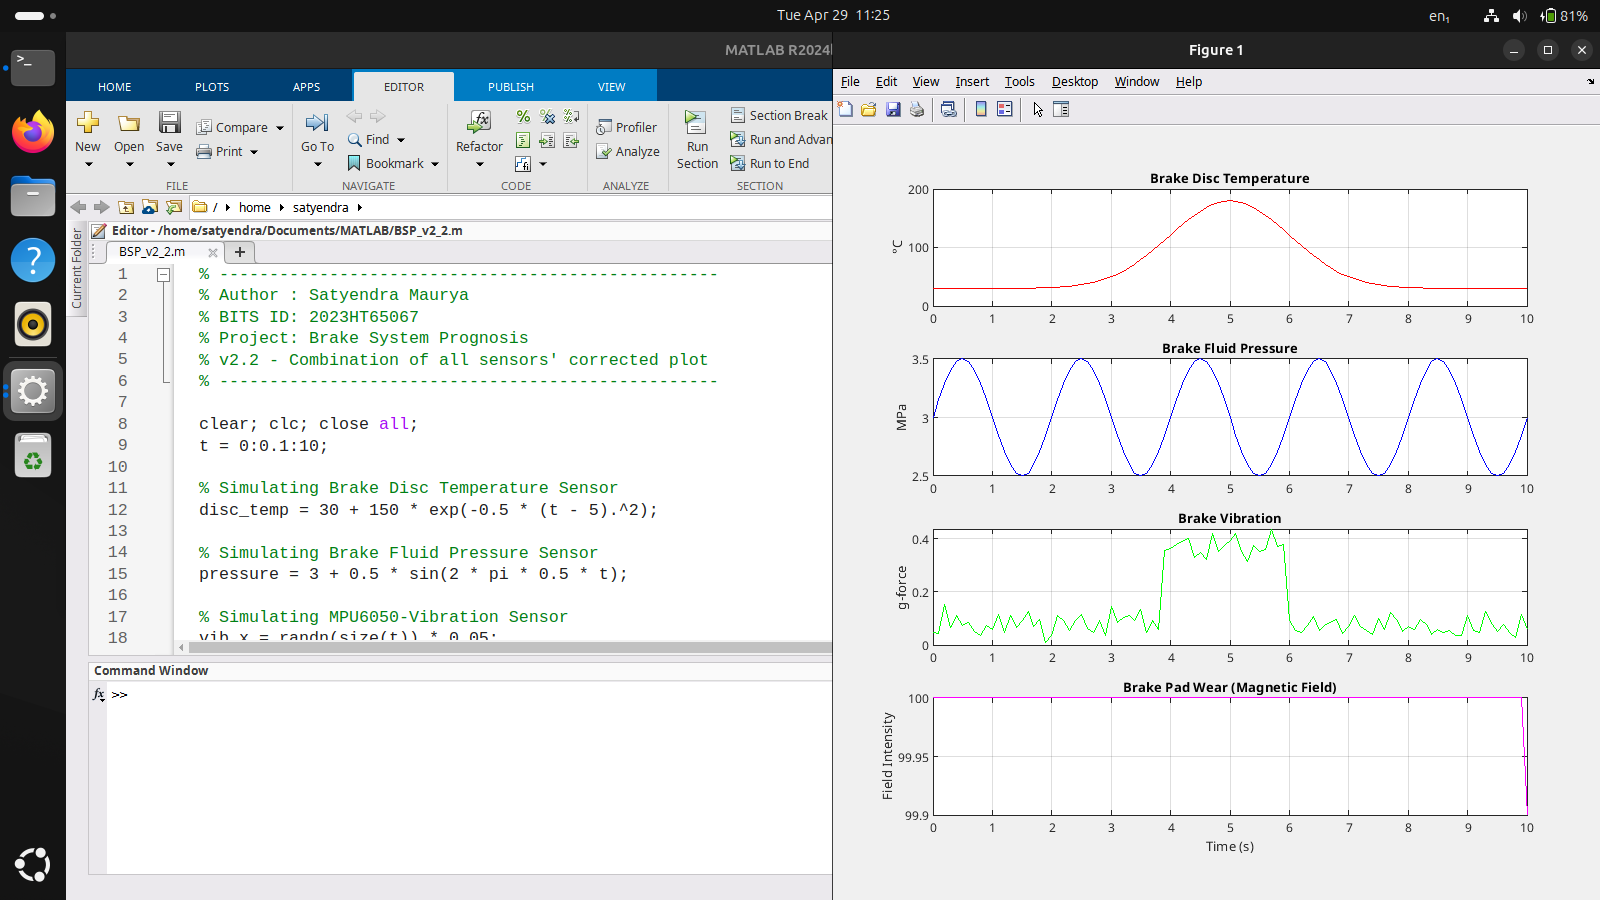 Tue Apr 29 11:25
en₁
81%
MATLAB R2024
Figure 1
HOME
PLOTS
APPS
EDITOR
PUBLISH
VIEW
New
Open
Save
Compare
Print
Go To
Find
Bookmark
Refactor
Profiler
Analyze
Run
Section
Section Break
Run and Advan
Run to End
FILE
NAVIGATE
CODE
ANALYZE
SECTION
/ home satyendra
Current Folder
Editor - /home/satyendra/Documents/MATLAB/BSP_v2_2.m
BSP_v2_2.m
1 % --------------------------------------------------
2 % Author : Satyendra Maurya
3 % BITS ID: 2023HT65067
4 % Project: Brake System Prognosis
5 % v2.2 - Combination of all sensors' corrected plot
6 % --------------------------------------------------
7
8 clear; clc; close all;
9 t = 0:0.1:10;
10
11 % Simulating Brake Disc Temperature Sensor
12 disc_temp = 30 + 150 * exp(-0.5 * (t - 5).^2);
13
14 % Simulating Brake Fluid Pressure Sensor
15 pressure = 3 + 0.5 * sin(2 * pi * 0.5 * t);
16
17 % Simulating MPU6050-Vibration Sensor
18 vib_x = randn(size(t)) * 0.05;
Command Window
fx >>
File Edit View Insert Tools Desktop Window Help
Brake Disc Temperature
200
100
0
°C
0 1 2 3 4 5 6 7 8 9 10
Brake Fluid Pressure
3.5
3
2.5
MPa
0 1 2 3 4 5 6 7 8 9 10
Brake Vibration
0.4
0.2
0
g-force
0 1 2 3 4 5 6 7 8 9 10
Brake Pad Wear (Magnetic Field)
100
99.95
99.9
Field Intensity
0 1 2 3 4 5 6 7 8 9 10
Time (s)